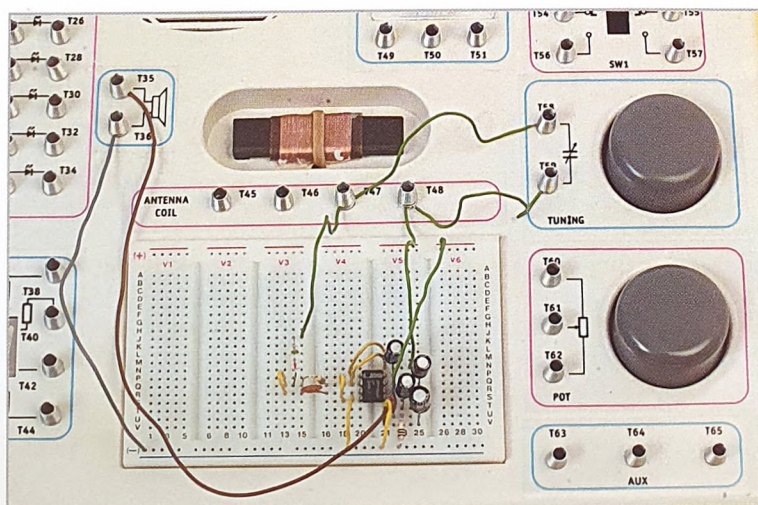 T26
T28
T30
T32
T34
T35
T36
T49 T50 T51
T54 T55
T56 T57
SW1
T58
T59
TUNING
ANTENNA COIL
T45 T46 T47 T48
(+)
V1 V2 V3 V4 V5 V6
A
B
C
D
E
F
G
H
I
J
K
L
M
N
O
P
Q
R
S
T
U
V
A
B
C
D
E
F
G
H
I
J
K
L
M
N
O
P
Q
R
S
T
U
V
1 3 5 6 8 10 11 13 15 16 18 20 25 26 28 30
(-)
T38
T40
T42
T44
T60
T61
T62
POT
T63 T64 T65
AUX